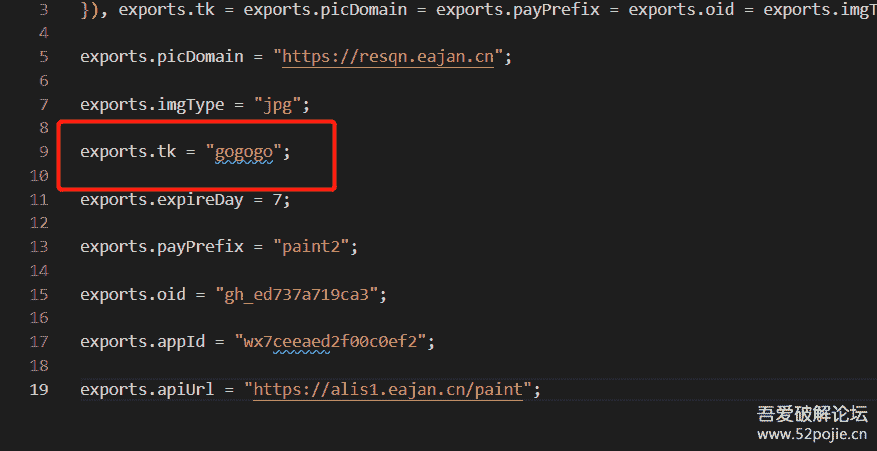 3 }), exports.tk = exports.picDomain = exports.payPrefix = exports.oid = exports.imgT
4
5 exports.picDomain = "https://resqn.eajan.cn";
6
7 exports.imgType = "jpg";
8
9 exports.tk = "gogogo";
10
11 exports.expireDay = 7;
12
13 exports.payPrefix = "paint2";
14
15 exports.oid = "gh_ed737a719ca3";
16
17 exports.appId = "wx7ceeaed2f00c0ef2";
18
19 exports.apiUrl = "https://alis1.eajan.cn/paint";
吾爱破解论坛
www.52pojie.cn